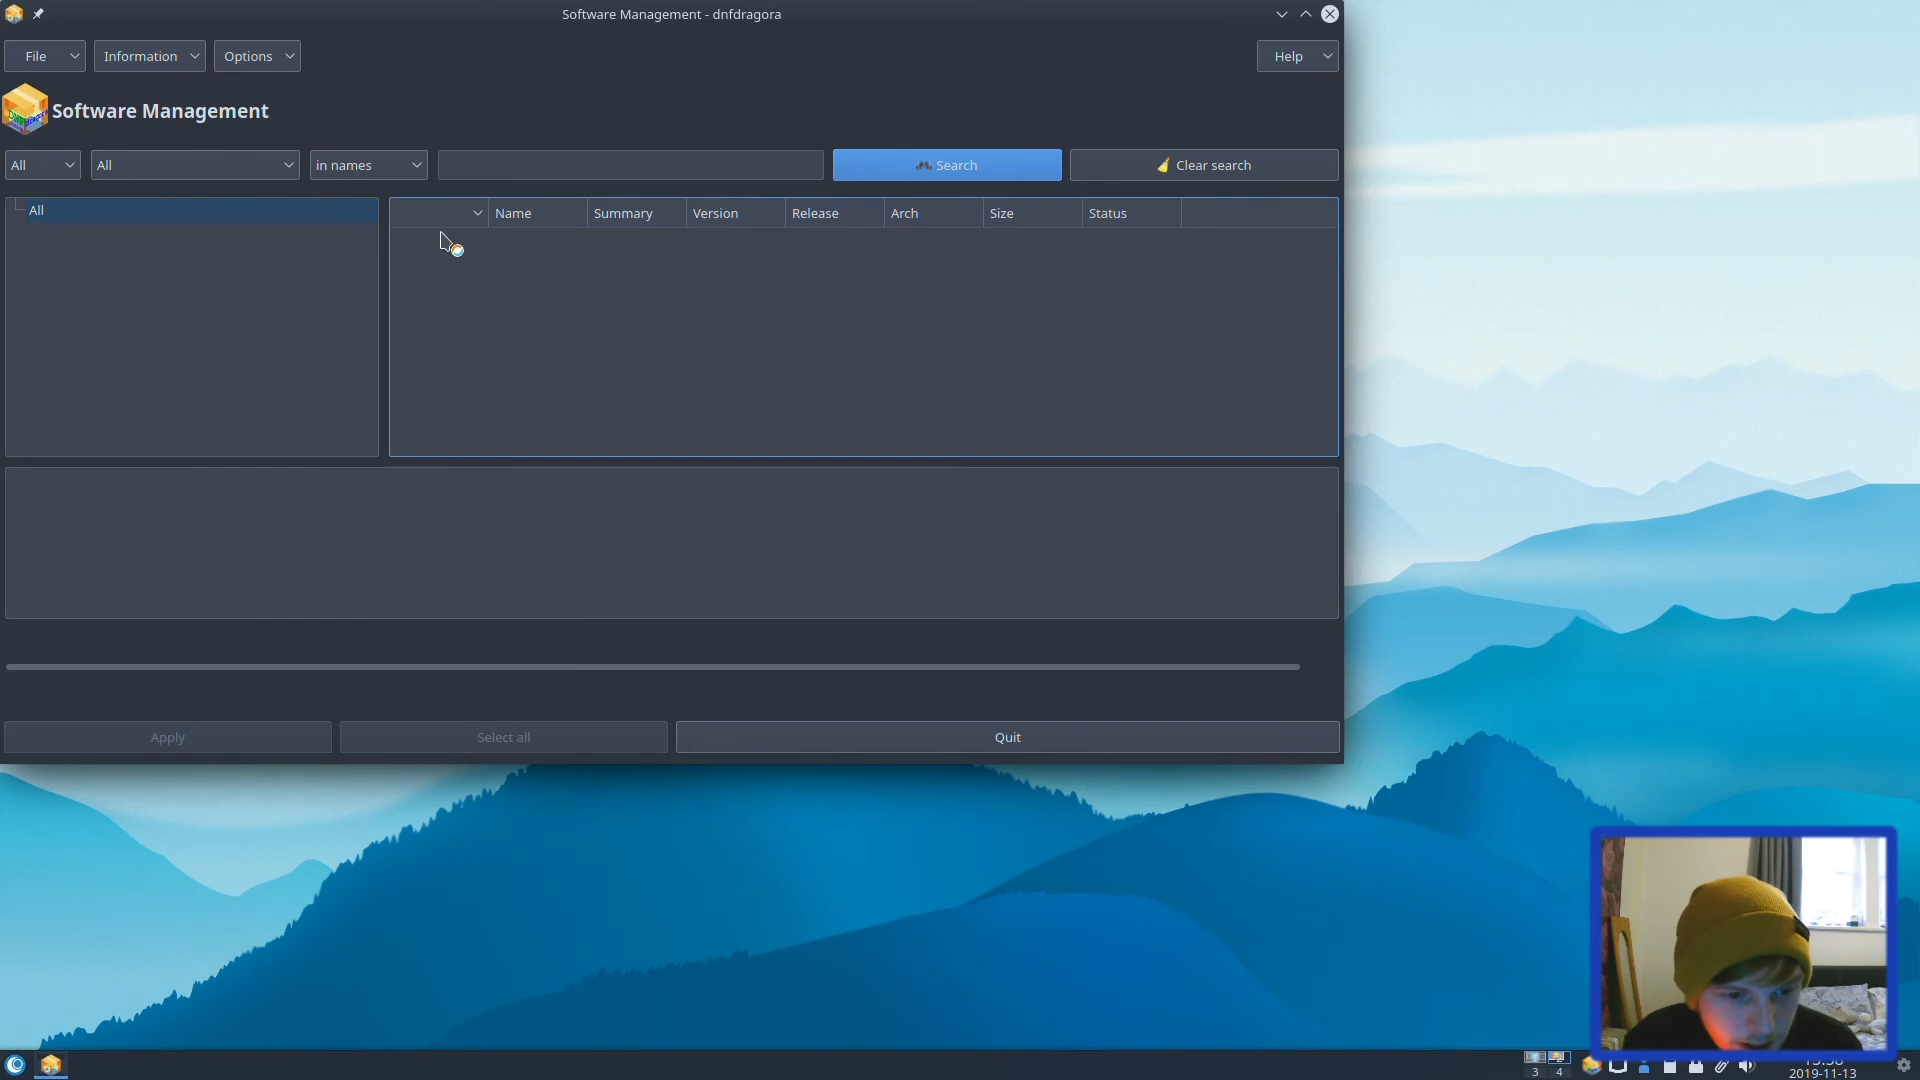 Software Management - dnfdragora
File
Information
Options
Help
Software Management
All
All
in names
Search
Clear search
All
Name
Summary
Version
Release
Arch
Size
Status
Apply
Select all
Quit
3
4
2019-11-13